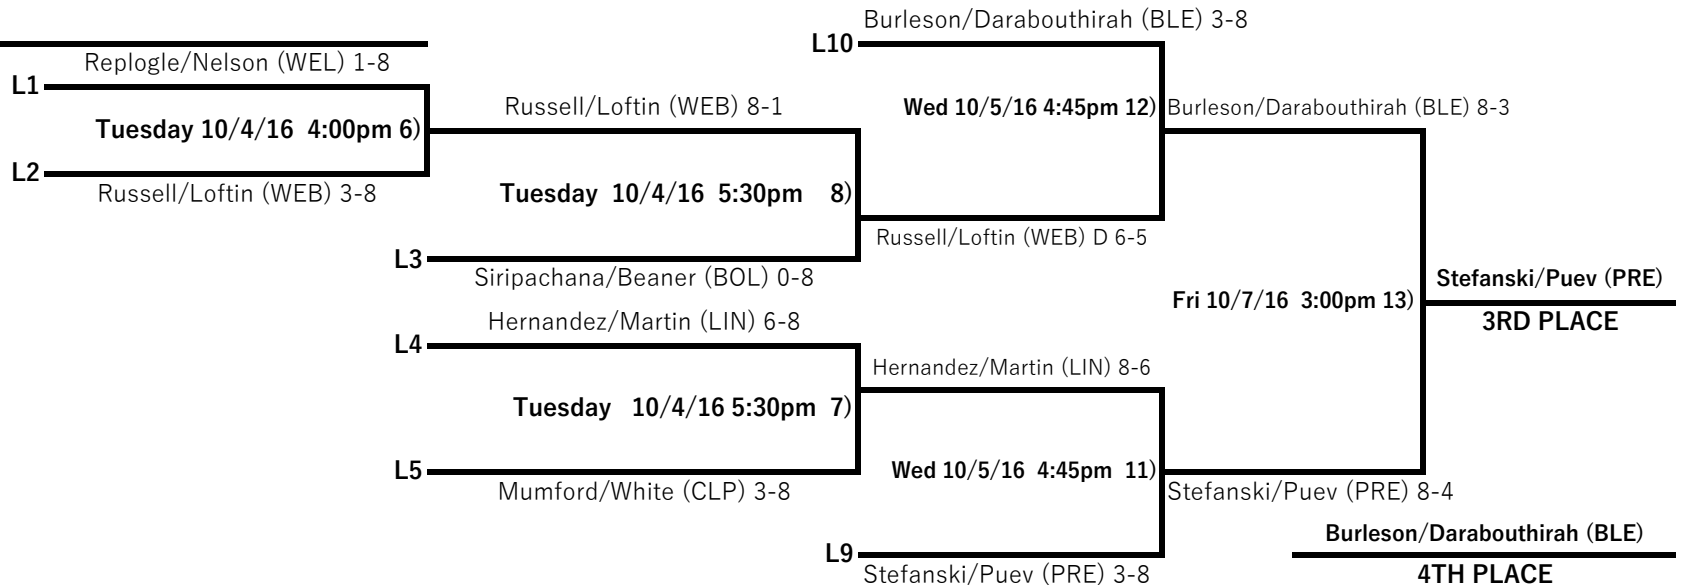 Burleson/Darabouthirah (BLE) 3-8
L10
Replogle/Nelson (WEL) 1-8
L1
Russell/Loftin (WEB) 8-1
Wed 10/5/16 4:45pm 12)
Burleson/Darabouthirah (BLE) 8-3
Tuesday 10/4/16 4:00pm 6)
L2
Russell/Loftin (WEB) 3-8
Tuesday 10/4/16 5:30pm 8)
Russell/Loftin (WEB) D 6-5
L3
Siripachana/Beaner (BOL) 0-8
Stefanski/Puev (PRE)
Fri 10/7/16 3:00pm 13)
3RD PLACE
Hernandez/Martin (LIN) 6-8
L4
Hernandez/Martin (LIN) 8-6
Tuesday 10/4/16 5:30pm 7)
L5
Wed 10/5/16 4:45pm 11)
Mumford/White (CLP) 3-8
Stefanski/Puev (PRE) 8-4
Burleson/Darabouthirah (BLE)
L9
Stefanski/Puev (PRE) 3-8
4TH PLACE